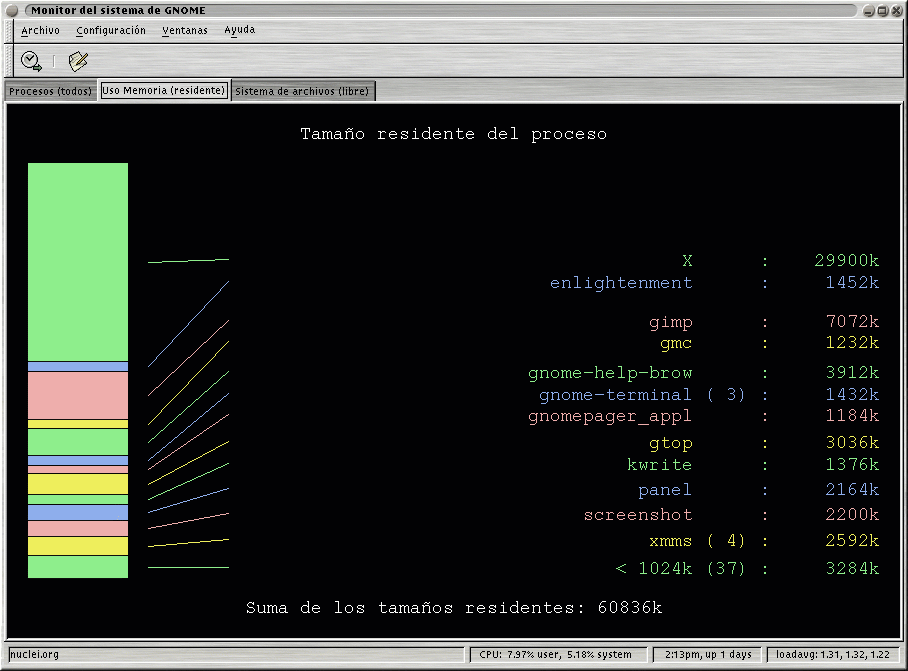 Monitor del sistema de GNOME
Archivo Configuración Ventanas Ayuda
Procesos (todos) Uso Memoria (residente) Sistema de archivos (libre)
Tamaño residente del proceso
X : 29900k
enlightenment : 1452k
gimp : 7072k
gmc : 1232k
gnome-help-brow : 3912k
gnome-terminal ( 3) : 1432k
gnomepager_appl : 1184k
gtop : 3036k
kwrite : 1376k
panel : 2164k
screenshot : 2200k
xmms ( 4) : 2592k
< 1024k (37) : 3284k
Suma de los tamaños residentes: 60836k
nuclei.org CPU: 7.97% user, 5.18% system 2:13pm, up 1 days loadavg: 1.31, 1.32, 1.22